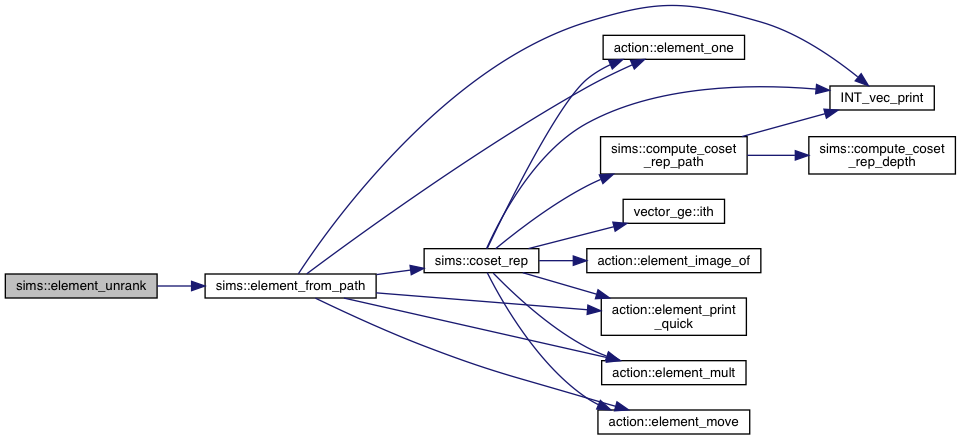 sims::element_unrank
sims::element_from_path
sims::coset_rep
action::element_one
INT_vec_print
sims::compute_coset
_rep_path
sims::compute_coset
_rep_depth
vector_ge::ith
action::element_image_of
action::element_print
_quick
action::element_mult
action::element_move